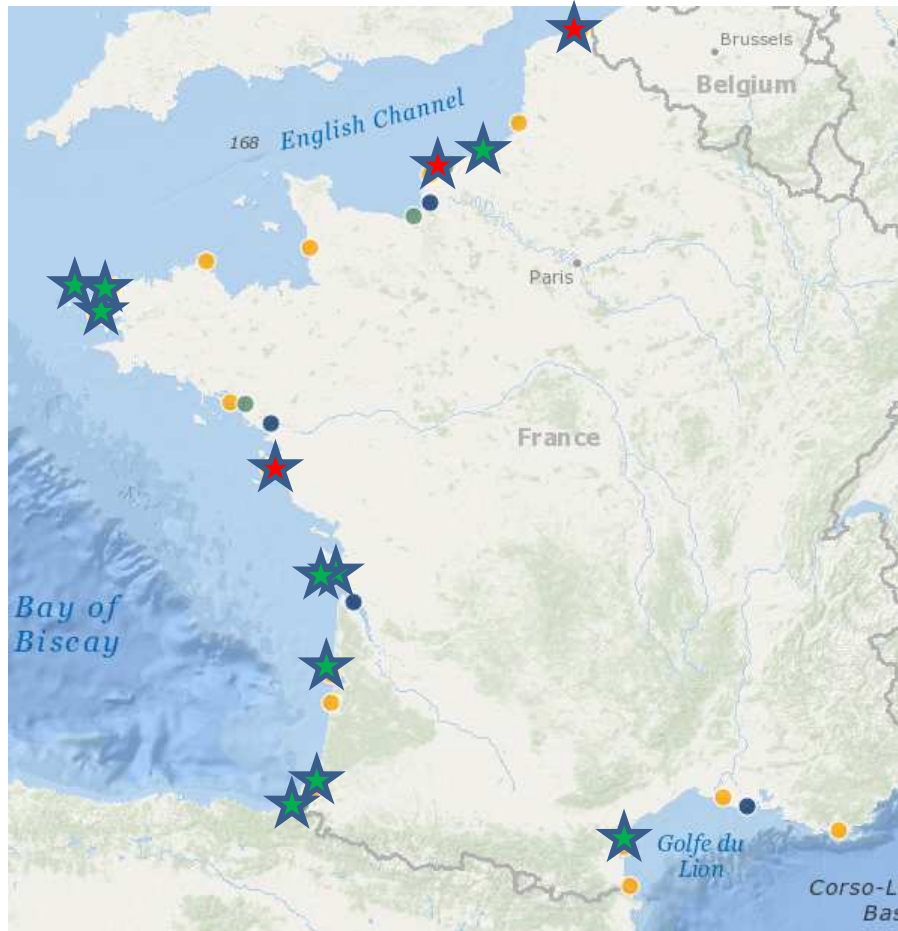 Brussels
Belgium
English Channel
168
Paris
France
Bay of
Biscay
Golfe du
Lion
Corso-L
Bas